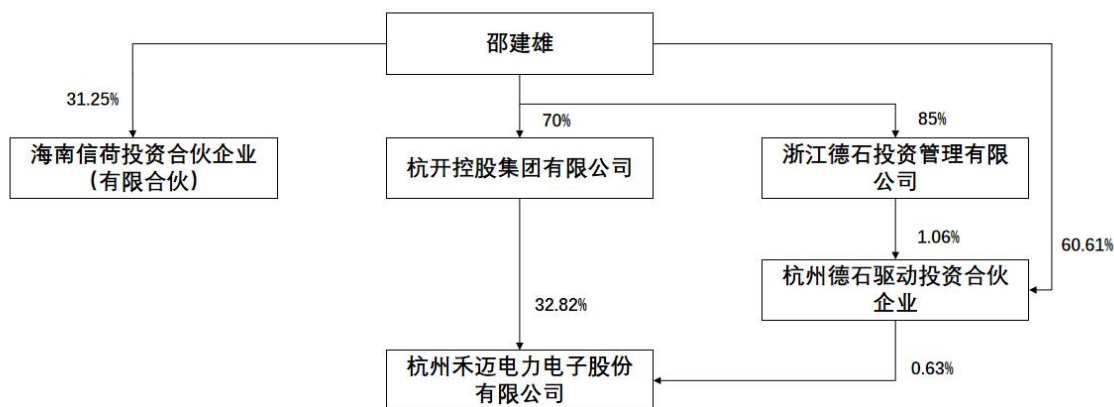 邵建雄
31.25%
70%
85%
海南信荷投资合伙企业
(有限合伙)
杭开控股集团有限公司
浙江德石投资管理有限
公司
1.06%
60.61%
杭州德石驱动投资合伙
企业
32.82%
杭州禾迈电力电子股份
有限公司
0.63%